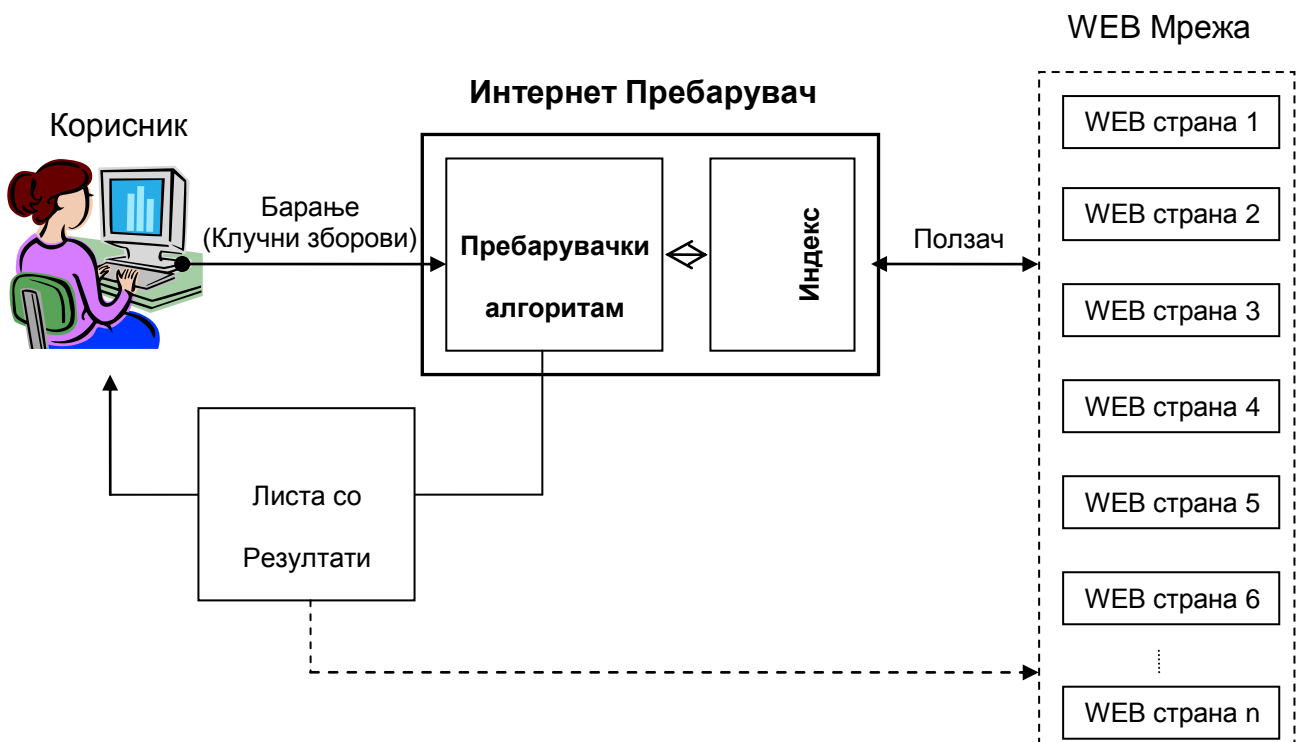 WEB Мрежа
Интернет Пребарувач
Корисник
Барање
(Клучни зборови)
Пребарувачки
алгоритам
Индекс
Ползач
WEB страна 1
WEB страна 2
WEB страна 3
WEB страна 4
WEB страна 5
WEB страна 6
WEB страна n
Листа со
Резултати